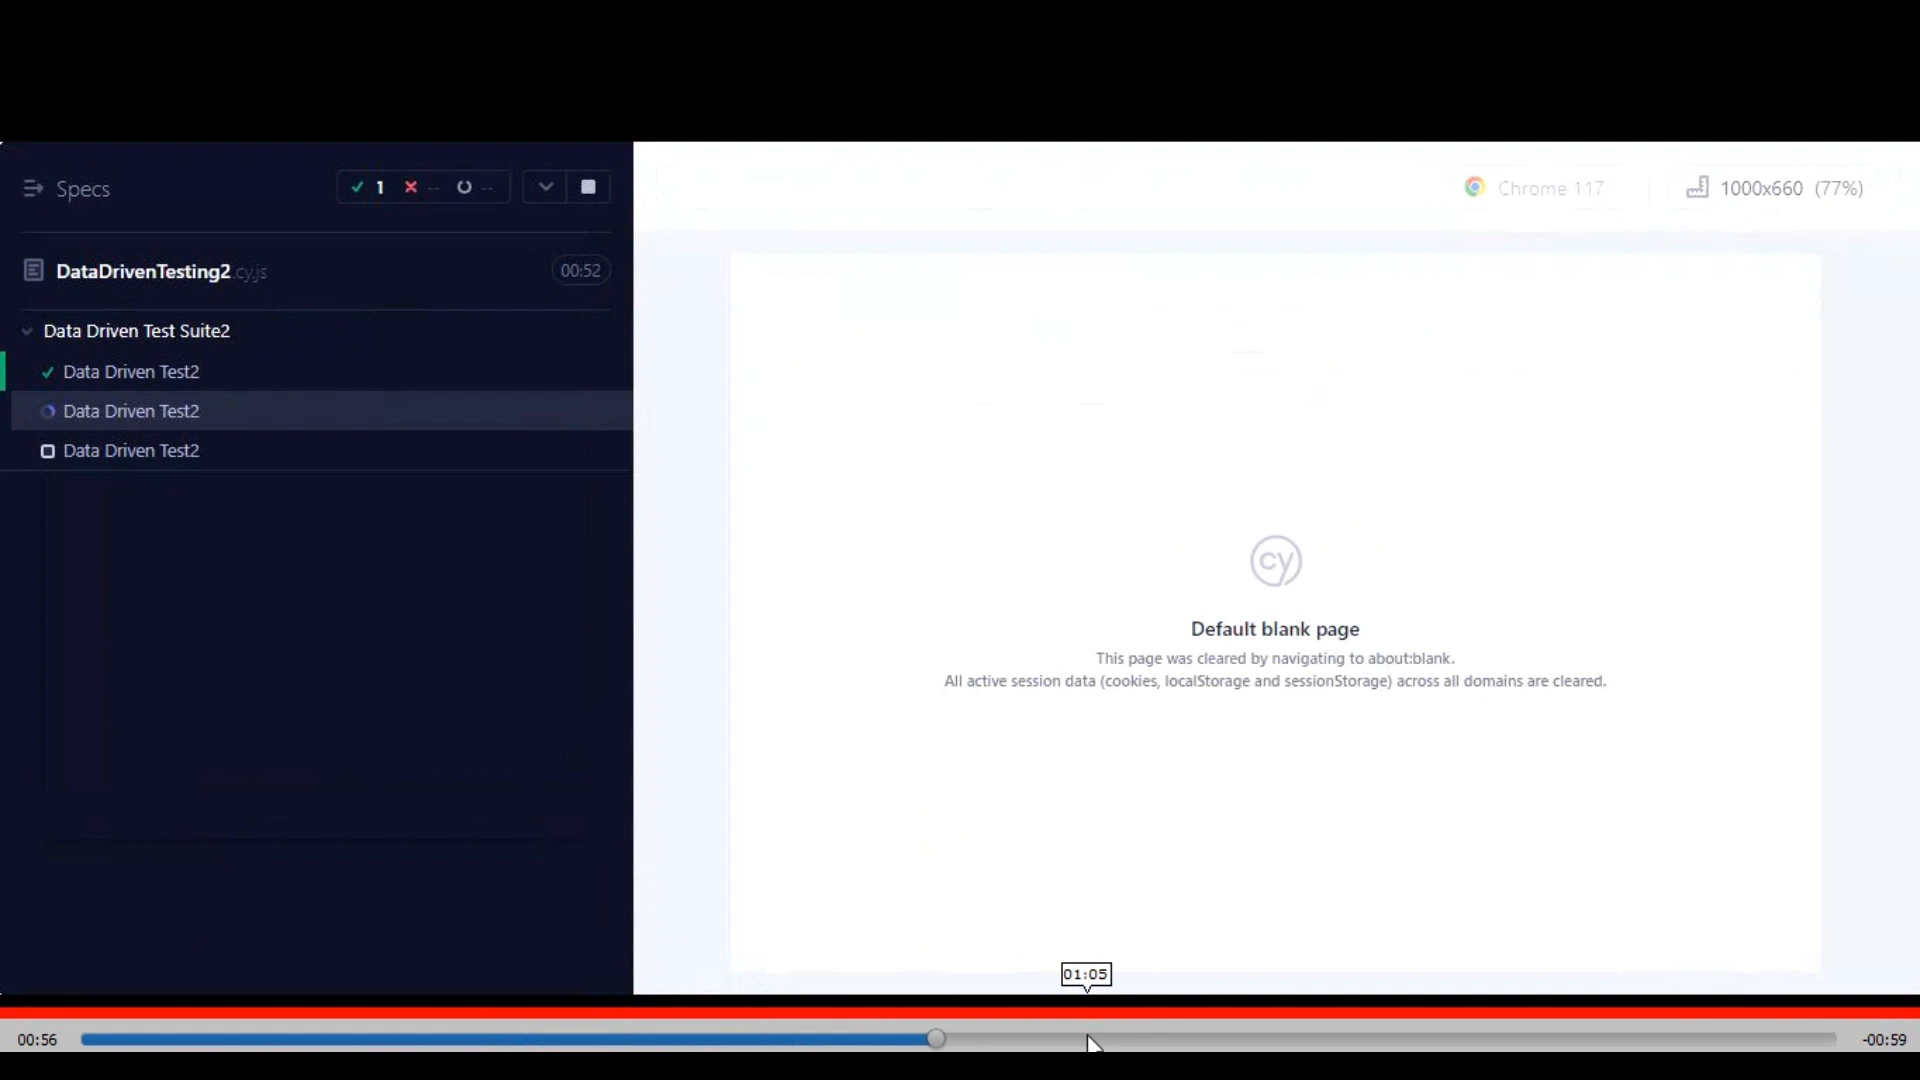 Specs
1 -- --
Chrome 117
1000x660 (77%)
DataDrivenTesting2.cy.js
00:52
Data Driven Test Suite2
Data Driven Test2
Data Driven Test2
Data Driven Test2
cy
Default blank page
This page was cleared by navigating to about:blank.
All active session data (cookies, localStorage and sessionStorage) across all domains are cleared.
01:05
00:56
-00:59